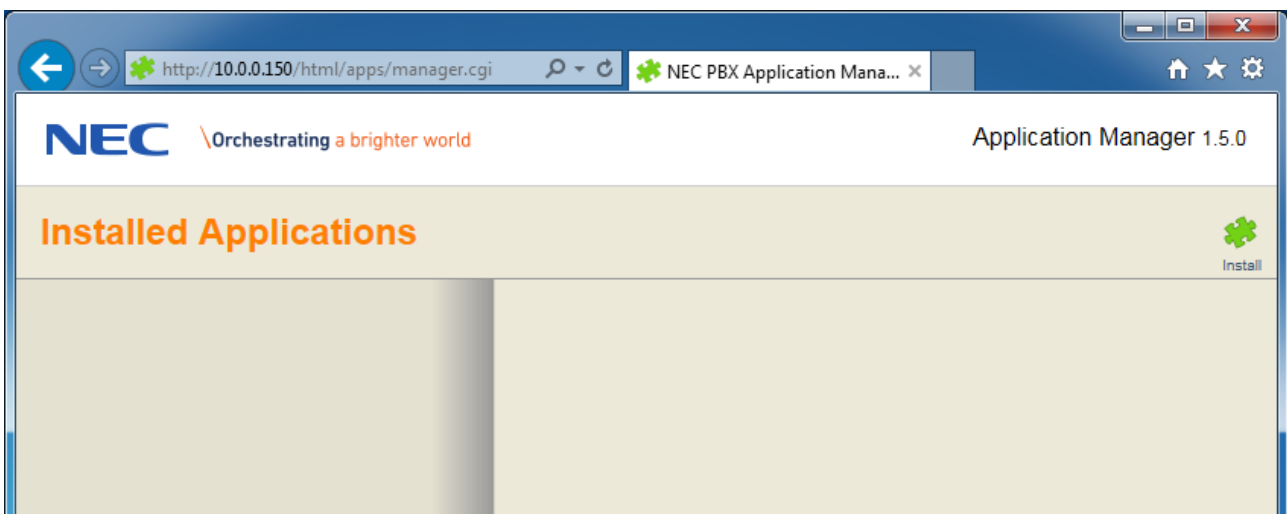 http://10.0.0.150/html/apps/manager.cgi
NEC PBX Application Mana...
NEC \Orchestrating a brighter world
Application Manager 1.5.0
Installed Applications
Install